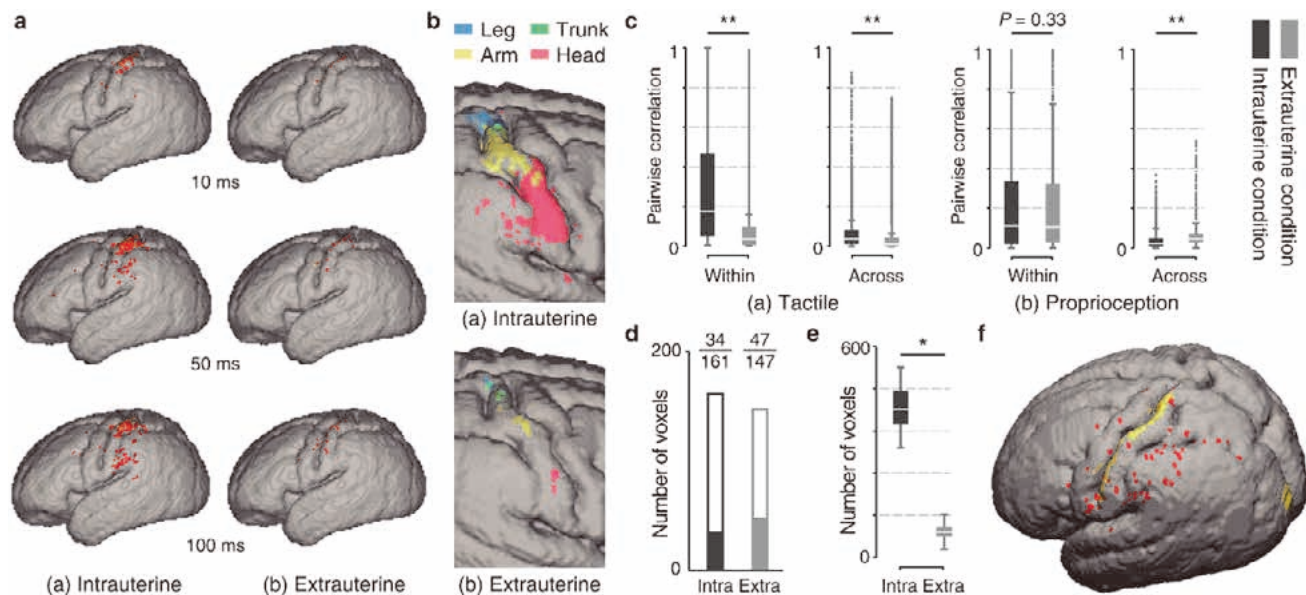 a
10 ms
50 ms
100 ms
(a) Intrauterine (b) Extrauterine
b
Leg Trunk
Arm Head
(a) Intrauterine
(b) Extrauterine
c
** ** P = 0.33 **
Pairwise correlation
1
0
Within
1
0
Across
(a) Tactile
Pairwise correlation
1
0
Within
1
0
Across
(b) Proprioception
Extrauterine condition
Intrauterine condition
d
34 47
161 147
Number of voxels
200
0
Intra Extra
e
*
Number of voxels
600
0
Intra Extra
f